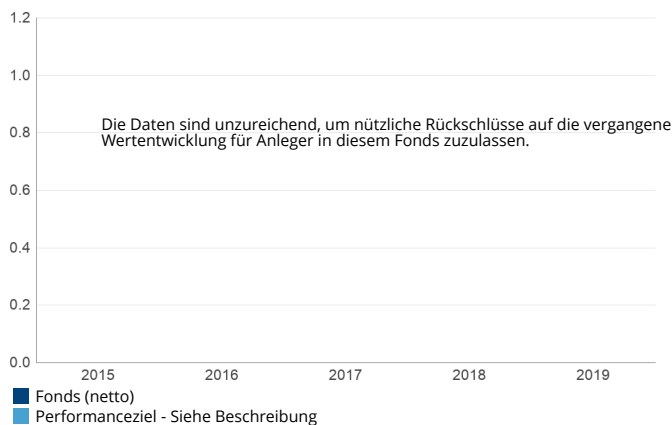 1.2
1.0
Die Daten sind unzureichend, um nützliche Rückschlüsse auf die vergangene
0.8
Wertentwicklung für Anleger in diesem Fonds zuzulassen.
0.6
0.4
0.2
0.0
2015 2016 2017 2018 2019
Fonds (netto)
Performanceziel - Siehe Beschreibung